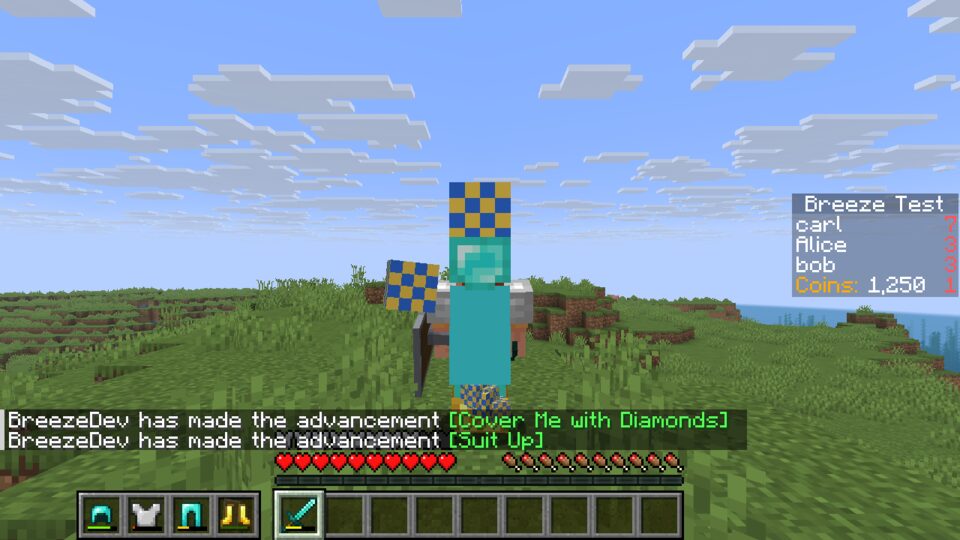 Breeze Test
carl 2
Alice 3
bob 3
Coins: 1,250 1
BreezeDev has made the advancement [Cover Me with Diamonds]
BreezeDev has made the advancement [Suit Up]